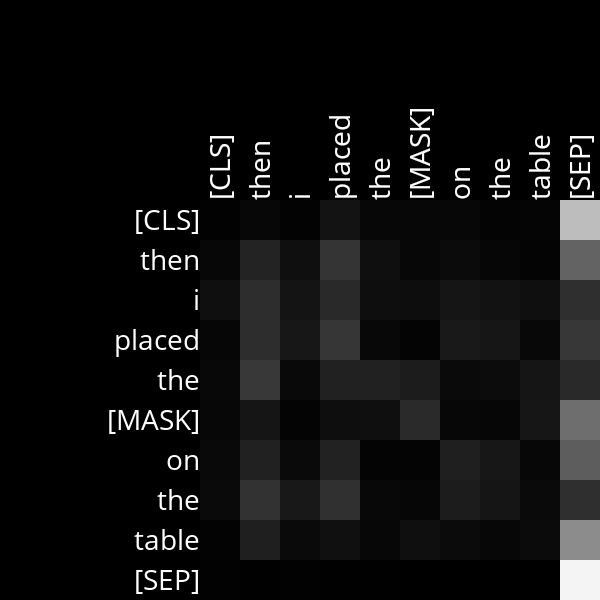 [CLS] then i placed the [MASK] on the table [SEP]
[CLS]
then
i
placed
the
[MASK]
on
the
table
[SEP]